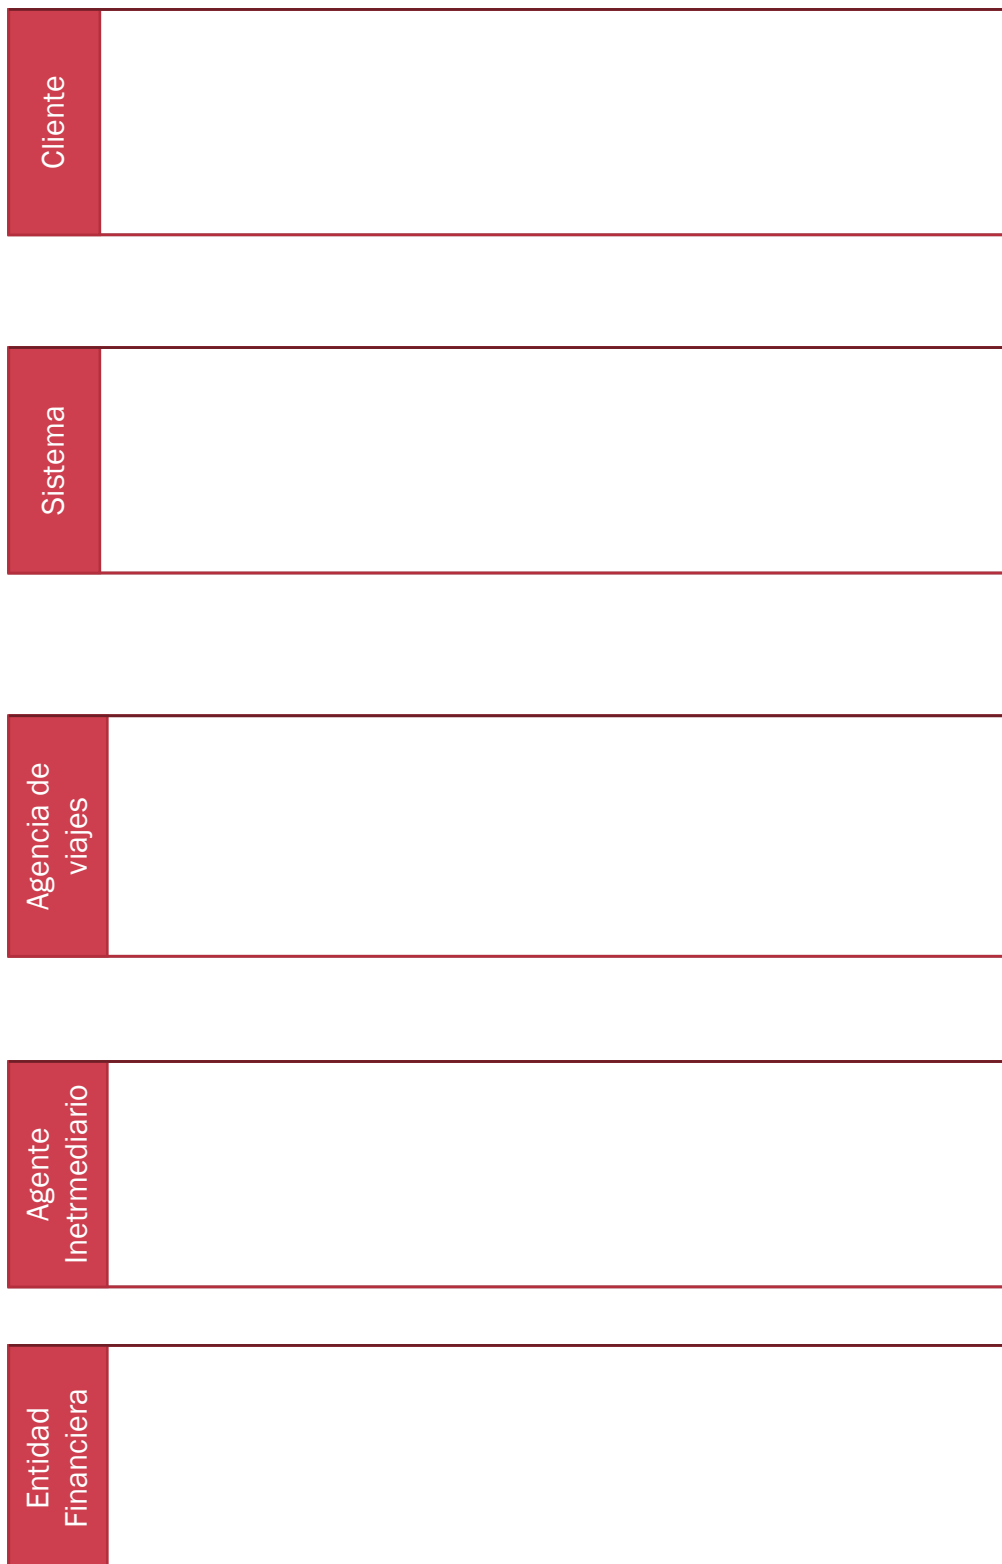 Cliente
Sistema
Agencia de
viajes
Agente
Inetrmediario
Entidad
Financiera